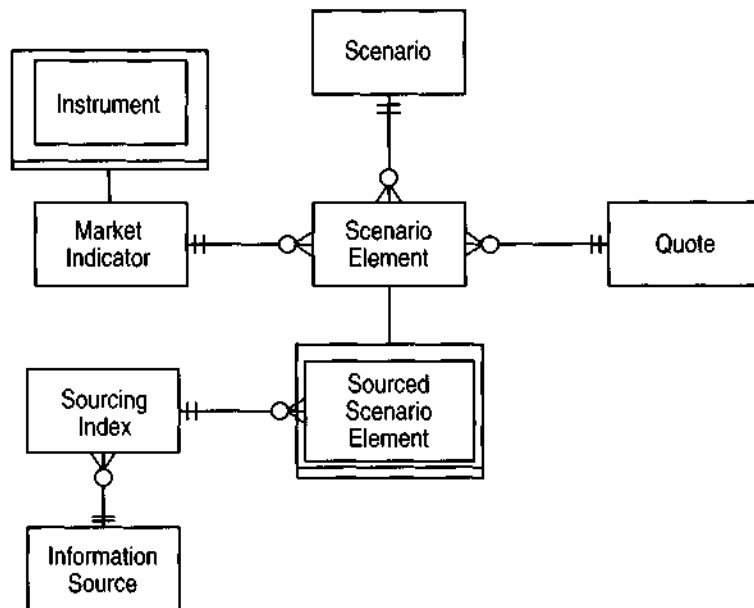 Scenario
Instrument
Market
Indicator
Scenario
Element
Quote
Sourcing
Index
Sourced
Scenario
Element
Information
Source